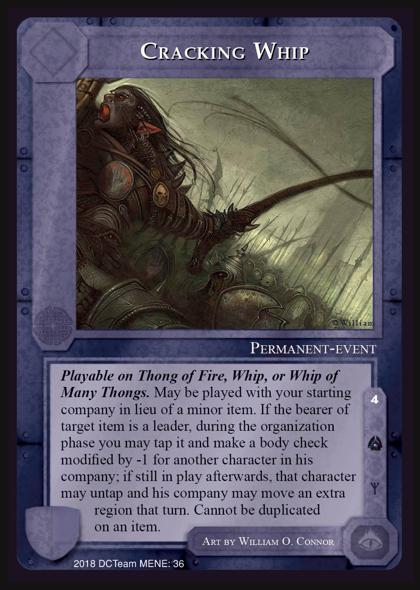 CRACKING WHIP
© William
PERMANENT-EVENT
Playable on Thong of Fire, Whip, or Whip of
Many Thongs. May be played with your starting
company in lieu of a minor item. If the bearer of
target item is a leader, during the organization
phase you may tap it and make a body check
modified by -1 for another character in his
company; if still in play afterwards, that character
may untap and his company may move an extra
region that turn. Cannot be duplicated
on an item.
4
ART BY WILLIAM O. CONNOR
2018 DCTeam MENE: 36